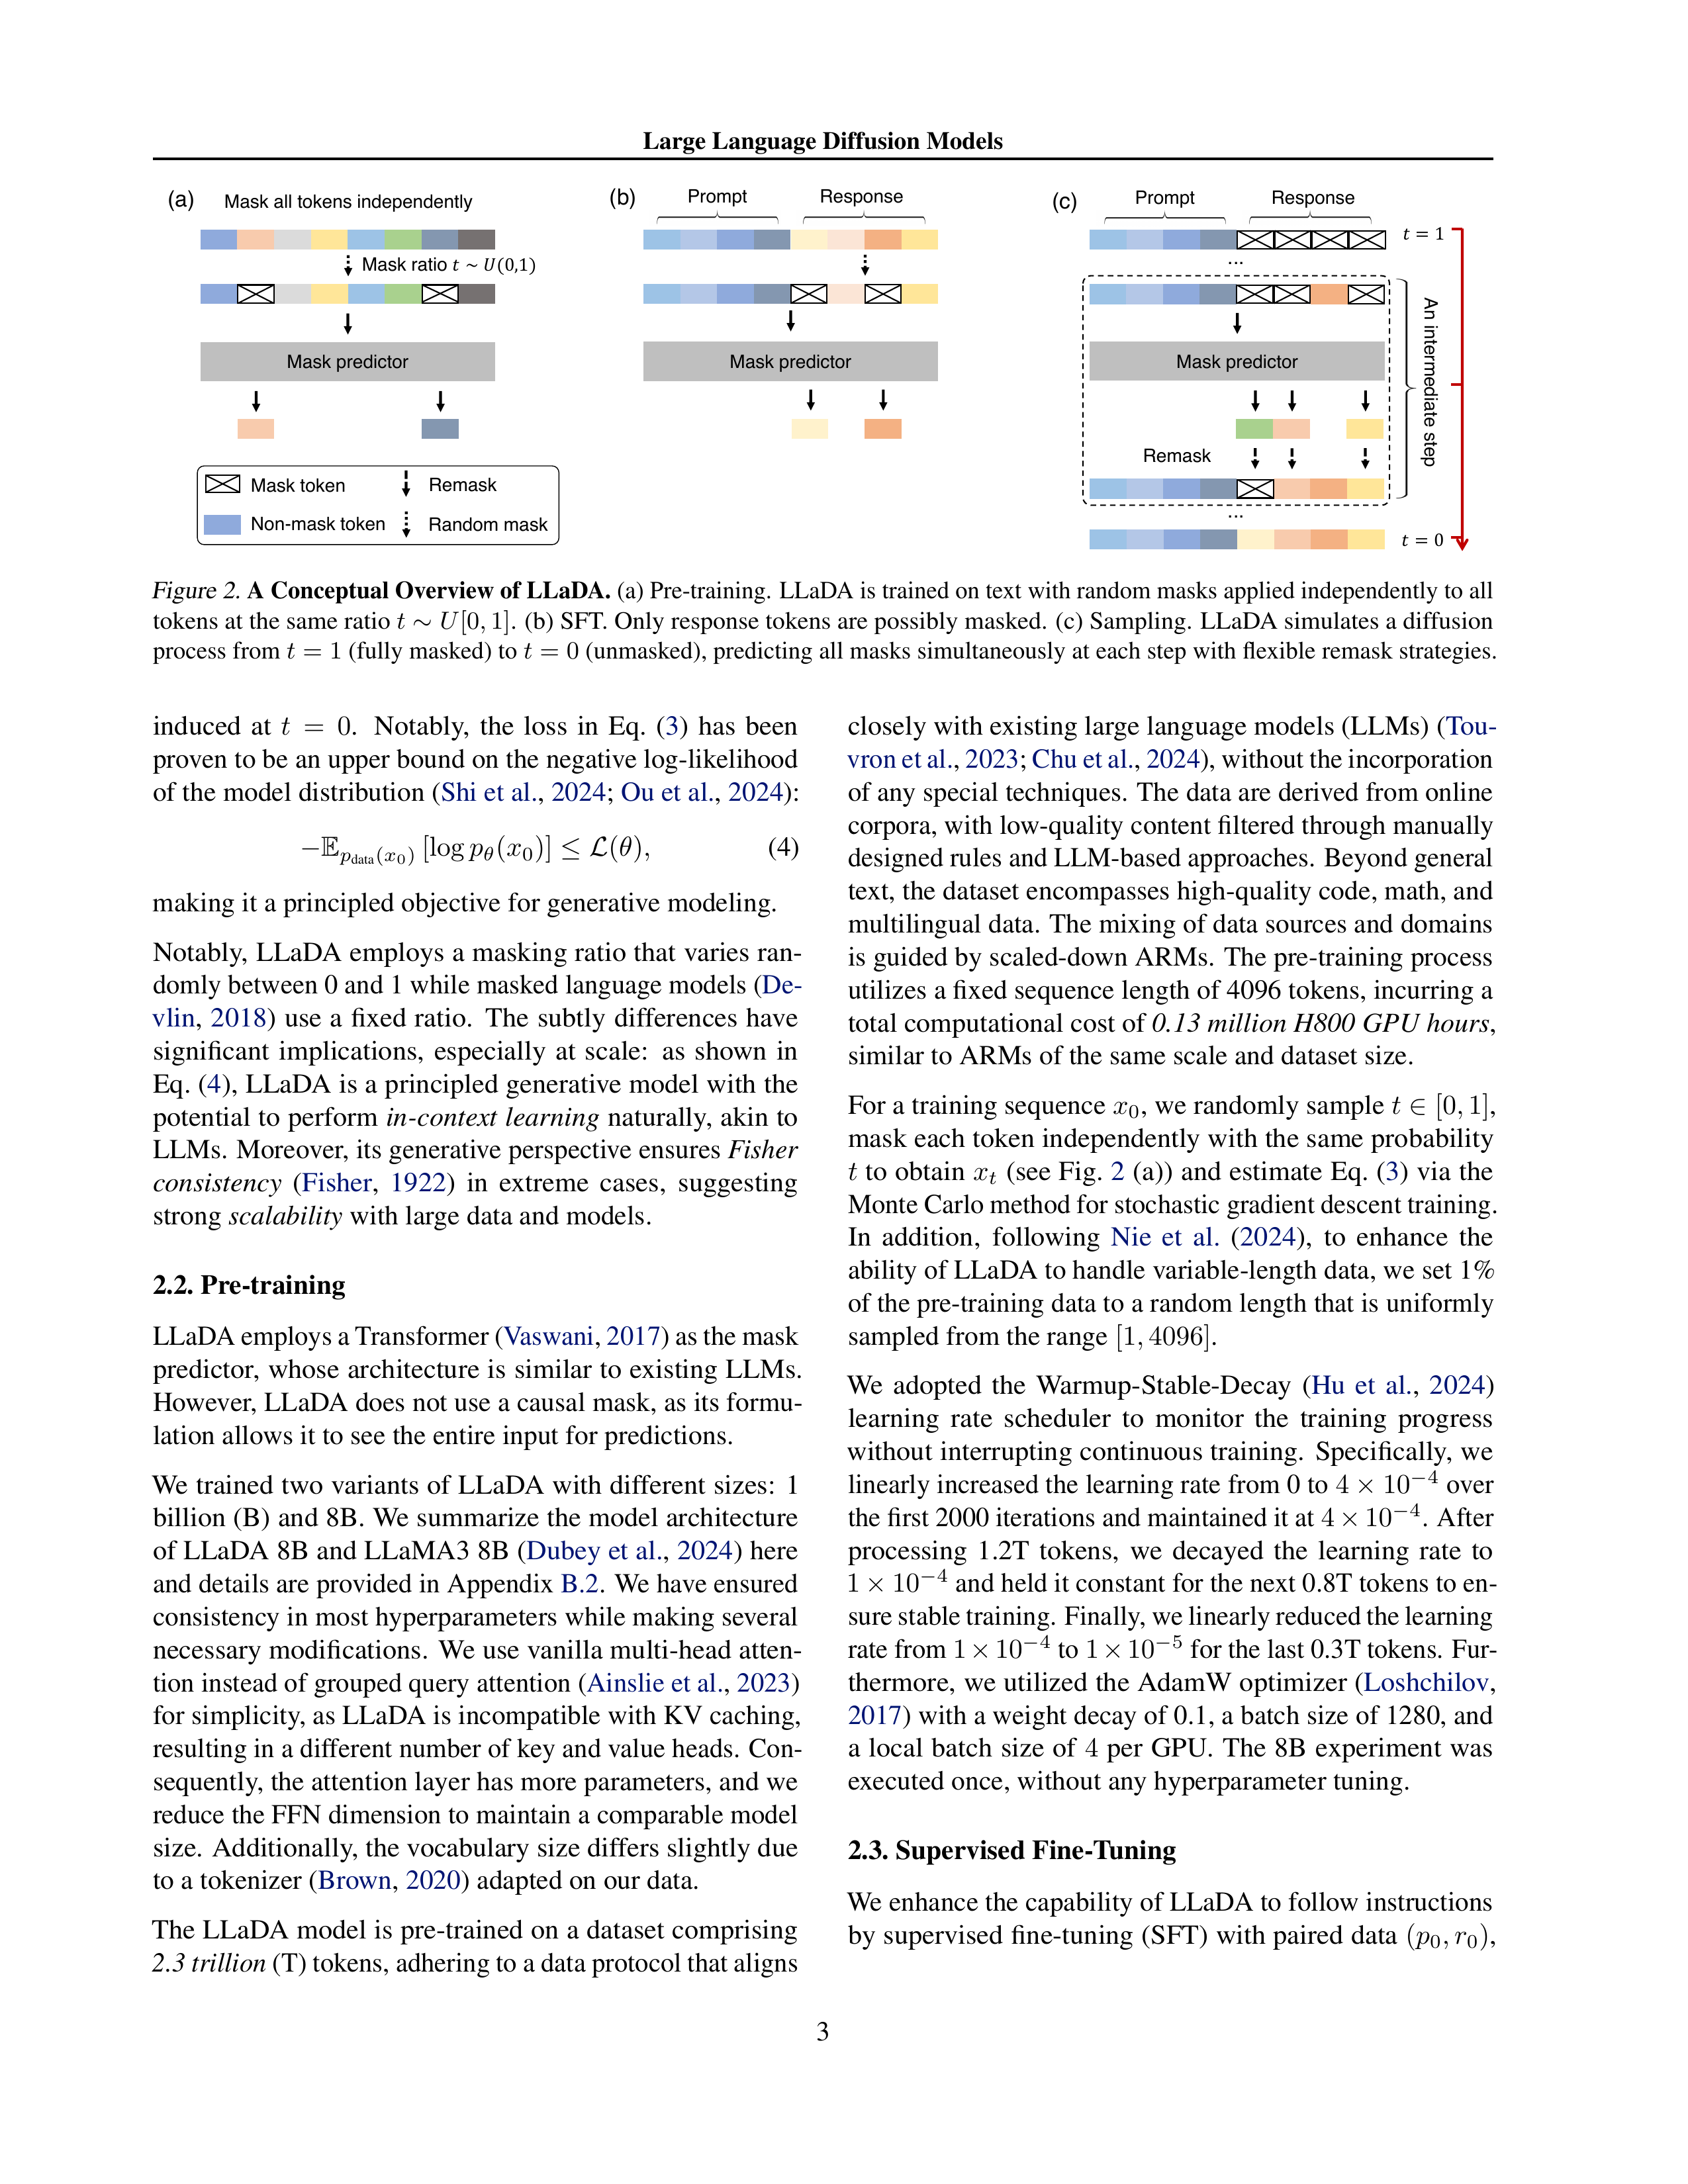 Large Language Diffusion Models
(a)
Mask all tokens independently
Mask ratio t ~ U(0,1)
Mask predictor
Mask token
Remask
Non-mask token
Random mask
(b)
Prompt
Response
Mask predictor
(c)
Prompt
Response
t = 1
...
Mask predictor
Remask
An intermediate step
...
t = 0
Figure 2. A Conceptual Overview of LLaDA. (a) Pre-training. LLaDA is trained on text with random masks applied independently to all
tokens at the same ratio t ∼ U[0, 1]. (b) SFT. Only response tokens are possibly masked. (c) Sampling. LLaDA simulates a diffusion
process from t = 1 (fully masked) to t = 0 (unmasked), predicting all masks simultaneously at each step with flexible remask strategies.
induced at t = 0. Notably, the loss in Eq. (3) has been
proven to be an upper bound on the negative log-likelihood
of the model distribution (Shi et al., 2024; Ou et al., 2024):
−𝔼p_data(x₀) [log p_θ(x₀)] ≤ ℒ(θ), (4)
making it a principled objective for generative modeling.
Notably, LLaDA employs a masking ratio that varies ran-
domly between 0 and 1 while masked language models (De-
vlin, 2018) use a fixed ratio. The subtly differences have
significant implications, especially at scale: as shown in
Eq. (4), LLaDA is a principled generative model with the
potential to perform in-context learning naturally, akin to
LLMs. Moreover, its generative perspective ensures Fisher
consistency (Fisher, 1922) in extreme cases, suggesting
strong scalability with large data and models.
2.2. Pre-training
LLaDA employs a Transformer (Vaswani, 2017) as the mask
predictor, whose architecture is similar to existing LLMs.
However, LLaDA does not use a causal mask, as its formu-
lation allows it to see the entire input for predictions.
We trained two variants of LLaDA with different sizes: 1
billion (B) and 8B. We summarize the model architecture
of LLaDA 8B and LLaMA3 8B (Dubey et al., 2024) here
and details are provided in Appendix B.2. We have ensured
consistency in most hyperparameters while making several
necessary modifications. We use vanilla multi-head atten-
tion instead of grouped query attention (Ainslie et al., 2023)
for simplicity, as LLaDA is incompatible with KV caching,
resulting in a different number of key and value heads. Con-
sequently, the attention layer has more parameters, and we
reduce the FFN dimension to maintain a comparable model
size. Additionally, the vocabulary size differs slightly due
to a tokenizer (Brown, 2020) adapted on our data.
The LLaDA model is pre-trained on a dataset comprising
2.3 trillion (T) tokens, adhering to a data protocol that aligns
closely with existing large language models (LLMs) (Tou-
vron et al., 2023; Chu et al., 2024), without the incorporation
of any special techniques. The data are derived from online
corpora, with low-quality content filtered through manually
designed rules and LLM-based approaches. Beyond general
text, the dataset encompasses high-quality code, math, and
multilingual data. The mixing of data sources and domains
is guided by scaled-down ARMs. The pre-training process
utilizes a fixed sequence length of 4096 tokens, incurring a
total computational cost of 0.13 million H800 GPU hours,
similar to ARMs of the same scale and dataset size.
For a training sequence x₀, we randomly sample t ∈ [0, 1],
mask each token independently with the same probability
t to obtain xₜ (see Fig. 2 (a)) and estimate Eq. (3) via the
Monte Carlo method for stochastic gradient descent training.
In addition, following Nie et al. (2024), to enhance the
ability of LLaDA to handle variable-length data, we set 1%
of the pre-training data to a random length that is uniformly
sampled from the range [1, 4096].
We adopted the Warmup-Stable-Decay (Hu et al., 2024)
learning rate scheduler to monitor the training progress
without interrupting continuous training. Specifically, we
linearly increased the learning rate from 0 to 4 × 10⁻⁴ over
the first 2000 iterations and maintained it at 4 × 10⁻⁴. After
processing 1.2T tokens, we decayed the learning rate to
1 × 10⁻⁴ and held it constant for the next 0.8T tokens to en-
sure stable training. Finally, we linearly reduced the learning
rate from 1 × 10⁻⁴ to 1 × 10⁻⁵ for the last 0.3T tokens. Fur-
thermore, we utilized the AdamW optimizer (Loshchilov,
2017) with a weight decay of 0.1, a batch size of 1280, and
a local batch size of 4 per GPU. The 8B experiment was
executed once, without any hyperparameter tuning.
2.3. Supervised Fine-Tuning
We enhance the capability of LLaDA to follow instructions
by supervised fine-tuning (SFT) with paired data (p₀, r₀),
3